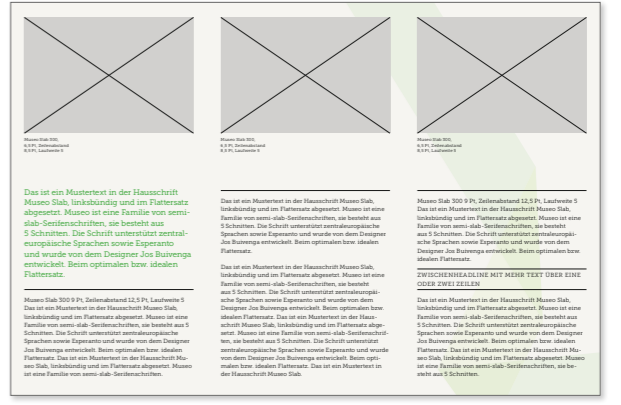 Museo Slab 300,
6,5 Pt, Zeilenabstand
8,5 Pt, Laufweite 5
Das ist ein Mustertext in der Hausschrift
Museo Slab, linksbündig und im Flattersatz
abgesetzt. Museo ist eine Familie von semi-
slab-Serifenschriften, sie besteht aus
5 Schnitten. Die Schrift unterstützt zentral-
europäische Sprachen sowie Esperanto
und wurde von dem Designer Jos Buivenga
entwickelt. Beim optimalen bzw. idealen
Flattersatz.
Museo Slab 300 9 Pt, Zeilenabstand 12,5 Pt, Laufweite 5
Das ist ein Mustertext in der Hausschrift Museo Slab,
linksbündig und im Flattersatz abgesetzt. Museo ist eine
Familie von semi-slab-Serifenschriften, sie besteht aus 5
Schnitten. Die Schrift unterstützt zentraleuropäische
Sprachen sowie Esperanto und wurde von dem Designer
Jos Buivenga entwickelt. Beim optimalen bzw. idealen
Flattersatz. Das ist ein Mustertext in der Hausschrift Mu-
seo Slab, linksbündig und im Flattersatz abgesetzt. Museo
ist eine Familie von semi-slab-Serifenschriften.
Museo Slab 300,
6,5 Pt, Zeilenabstand
8,5 Pt, Laufweite 5
Das ist ein Mustertext in der Hausschrift Museo Slab,
linksbündig und im Flattersatz abgesetzt. Museo ist eine
Familie von semi-slab-Serifenschriften, sie besteht aus
5 Schnitten. Die Schrift unterstützt zentraleuropäische
Sprachen sowie Esperanto und wurde von dem Designer
Jos Buivenga entwickelt. Beim optimalen bzw. idealen
Flattersatz.
Das ist ein Mustertext in der Hausschrift Museo Slab,
linksbündig und im Flattersatz abgesetzt. Museo ist eine
Familie von semi-slab-Serifenschriften, sie besteht aus
5 Schnitten. Die Schrift unterstützt zentraleuropäi-
sche Sprachen sowie Esperanto und wurde von dem
Designer Jos Buivenga entwickelt. Beim optimalen bzw.
idealen Flattersatz. Das ist ein Mustertext in der Haus-
schrift Museo Slab, linksbündig und im Flattersatz abge-
setzt. Museo ist eine Familie von semi-slab-Serifenschrif-
ten, sie besteht aus 5 Schnitten. Die Schrift unterstützt
zentraleuropäische Sprachen sowie Esperanto und wurde
von dem Designer Jos Buivenga entwickelt. Beim opti-
malen bzw. idealen Flattersatz. Das ist ein Mustertext in
der Hausschrift Museo Slab.
Museo Slab 300,
6,5 Pt, Zeilenabstand
8,5 Pt, Laufweite 5
Museo Slab 300 9 Pt, Zeilenabstand 12,5 Pt, Laufweite 5
Das ist ein Mustertext in der Hausschrift Museo Slab,
linksbündig und im Flattersatz abgesetzt. Museo ist eine
Familie von semi-slab-Serifenschriften, sie besteht
aus 5 Schnitten. Die Schrift unterstützt zentraleuropäi-
sche Sprachen sowie Esperanto und wurde von dem
Designer Jos Buivenga entwickelt. Beim optimalen bzw.
idealen Flattersatz.
ZWISCHENHEADLINE MIT MEHR TEXT ÜBER EINE
ODER ZWEI ZEILEN
Das ist ein Mustertext in der Hausschrift Museo Slab,
linksbündig und im Flattersatz abgesetzt. Museo ist eine
Familie von semi-slab-Serifenschriften, sie besteht aus 5
Schnitten. Die Schrift unterstützt zentraleuropäische
Sprachen sowie Esperanto und wurde von dem Designer
Jos Buivenga entwickelt. Beim optimalen bzw. idealen
Flattersatz. Das ist ein Mustertext in der Hausschrift Mu-
seo Slab, linksbündig und im Flattersatz abgesetzt. Museo
ist eine Familie von semi-slab-Serifenschriften, sie be-
steht aus 5 Schnitten.